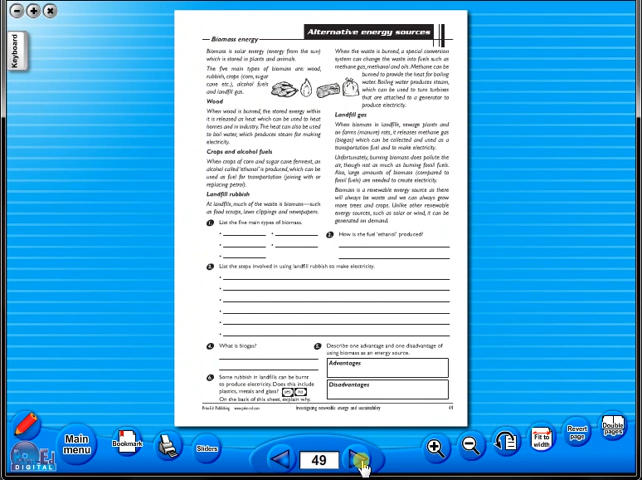 Keyboard
Alternative energy sources
Biomass energy
Biomass is solar energy (energy from the sun)
which is stored in plants and animals.
The five main types of biomass are: wood,
rubbish, crops (corn, sugar
cane etc.), alcohol fuels
and landfill gas.
Wood
When wood is burned, the stored energy within
it is released as heat which can be used to heat
homes and in industry. The heat can also be used
to boil water, which produces steam for making
electricity.
Crops and alcohol fuels
When crops of corn and sugar cane ferment, an
alcohol called 'ethanol' is produced, which can be
used as fuel for transportation (joining with or
replacing petrol).
Landfill rubbish
At landfills, much of the waste is biomass—such
as food scraps, lawn clippings and newspapers.
When the waste is burned, a special conversion
system can change the waste into fuels such as
methane gas, methanol and oils. Methane can be
burned to provide the heat for boiling
water. Boiling water produces steam,
which can be used to turn turbines
that are attached to a generator to
produce electricity.
Landfill gas
When biomass in landfills, sewage plants and
on farms (manure) rots, it releases methane gas
(biogas) which can be collected and used as a
transportation fuel and to make electricity.
Unfortunately, burning biomass does pollute the
air, though not as much as burning fossil fuels.
Also, large amounts of biomass (compared to
fossil fuels) are needed to create electricity.
Biomass is a renewable energy source as there
will always be waste and we can always grow
more trees and crops. Unlike other renewable
energy sources, such as solar or wind, it can be
generated on demand.
1. List the five main types of biomass.
2. How is the fuel 'ethanol' produced?
3. List the steps involved in using landfill rubbish to make electricity.
4. What is biogas?
5. Describe one advantage and one disadvantage of
using biomass as an energy source.
Advantages
Disadvantages
6. Some rubbish in landfills can be burnt
to produce electricity. Does this include
plastics, metals and glass? yes no
On the back of this sheet, explain why.
Prim-Ed Publishing www.prim-ed.com Investigating renewable energy and sustainability 49
Main
menu
Bookmark
Sliders
49
Fit to
width
Revert
page
Double
pages
Prim-Ed
DIGITAL